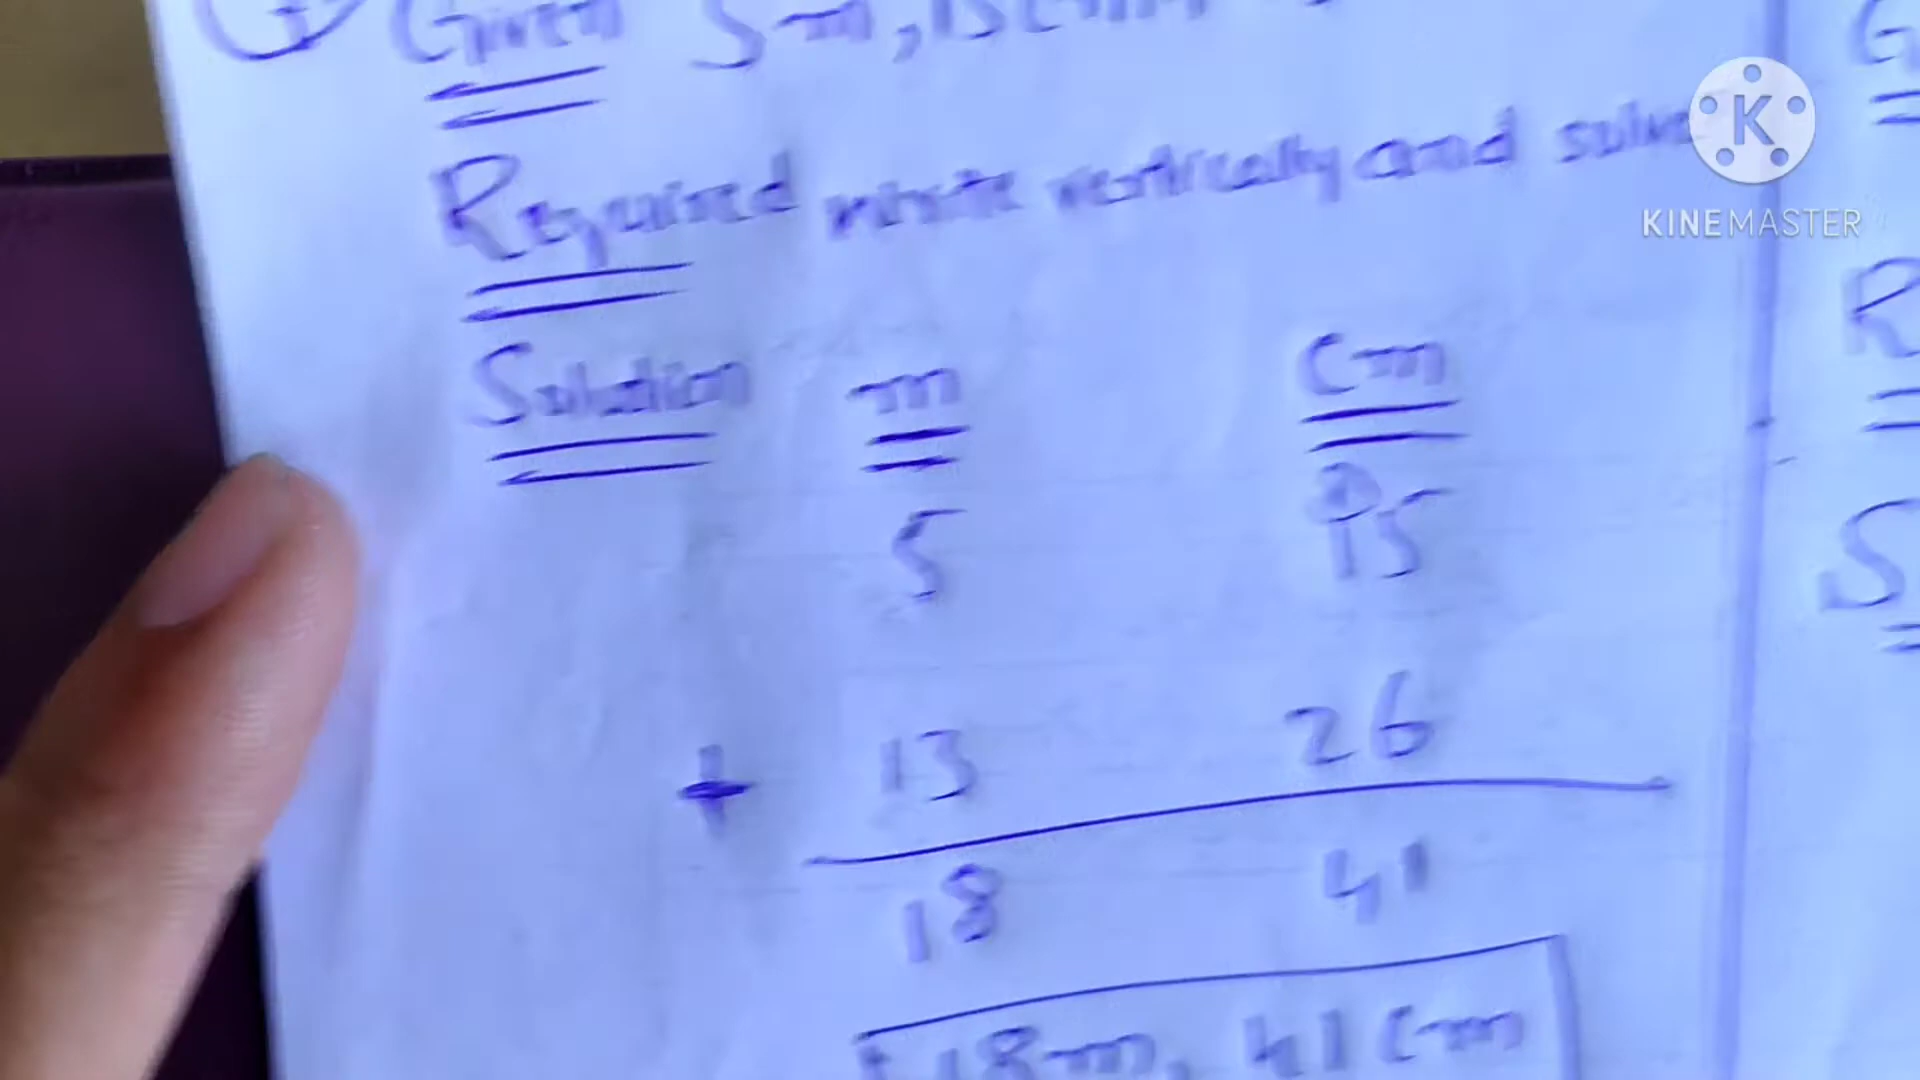 Given 5m, 15cm
Required write vertically and solve
Solution m cm
1
5 15
+ 13 26
18 41
18m, 41cm
K
KINEMASTER
G
R
S